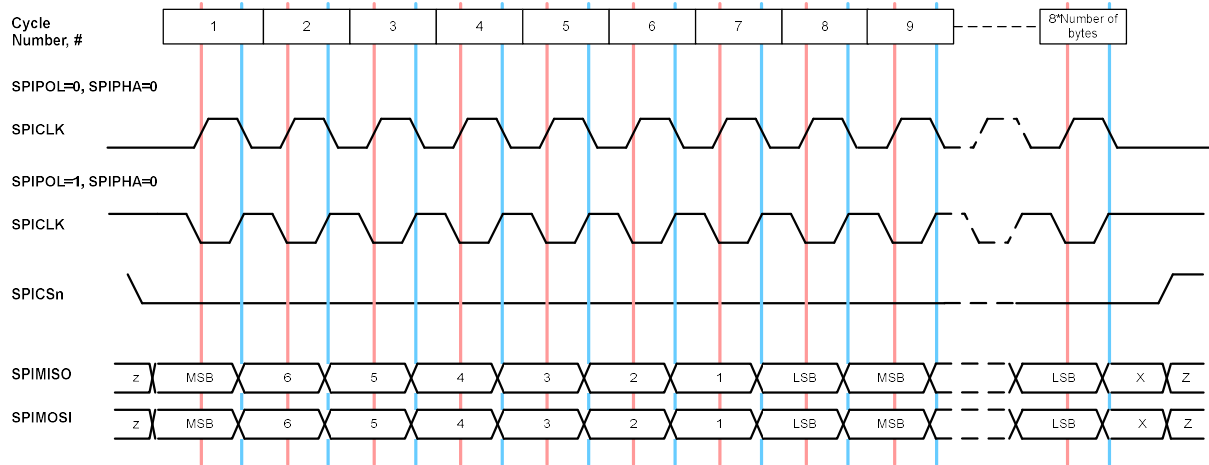 Cycle
Number, #
1 2 3 4 5 6 7 8 9 8*Number of
bytes
SPIPOL=0, SPIPHA=0
SPICLK
SPIPOL=1, SPIPHA=0
SPICLK
SPICSn
SPIMISO z MSB 6 5 4 3 2 1 LSB MSB LSB X Z
SPIMOSI z MSB 6 5 4 3 2 1 LSB MSB LSB X Z